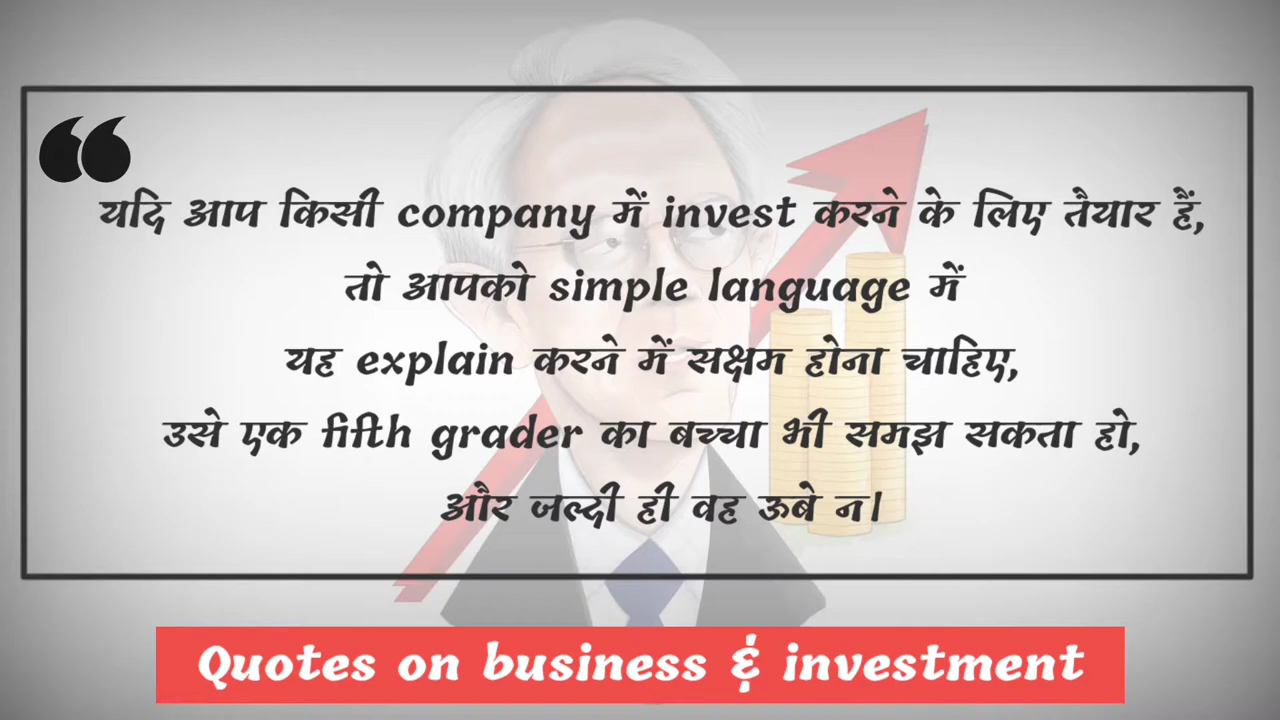 ❝
यदि आप किसी company में invest करने के लिए तैयार हैं,
तो आपको simple language में
यह explain करने में सक्षम होना चाहिए,
उसे एक fifth grader का बच्चा भी समझ सकता हो,
और जल्दी ही वह ऊबे न।
Quotes on business & investment